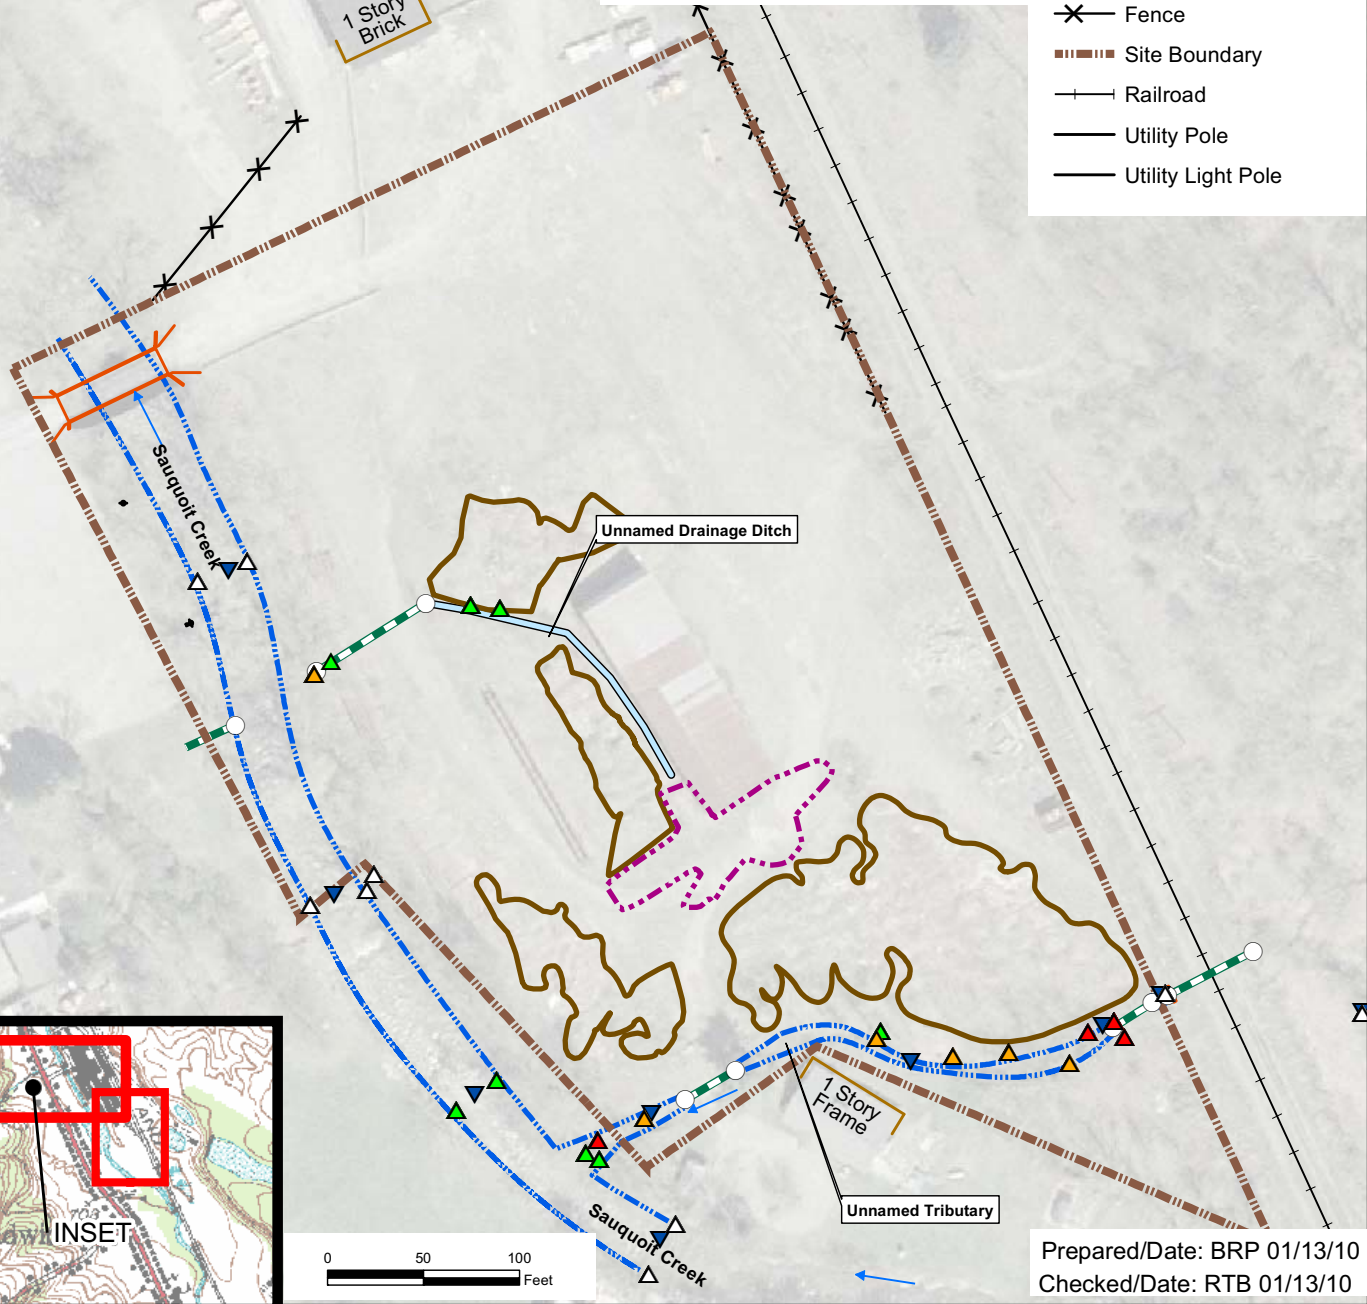 1 Story
Brick
Fence
Site Boundary
Railroad
Utility Pole
Utility Light Pole
Sauquoit Creek
Unnamed Drainage Ditch
1 Story
Frame
Unnamed Tributary
Sauquoit Creek
INSET
0 50 100
Feet
Prepared/Date: BRP 01/13/10
Checked/Date: RTB 01/13/10